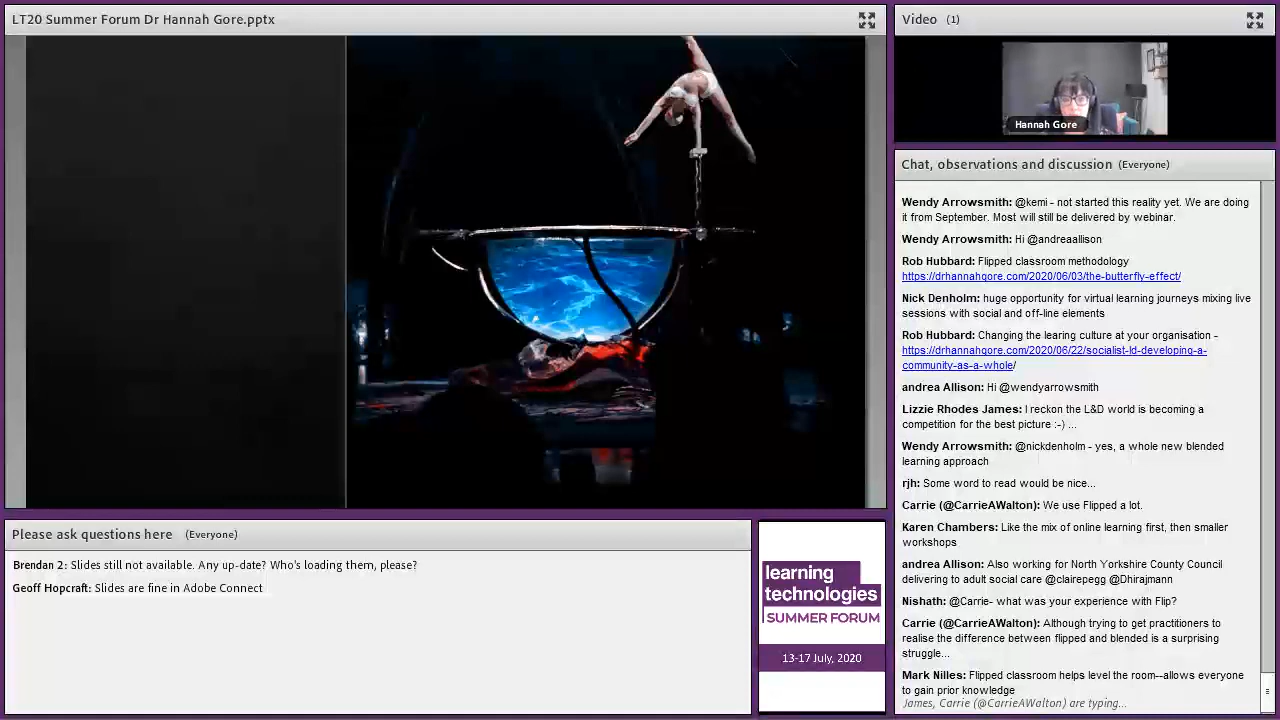 LT20 Summer Forum Dr Hannah Gore.pptx
Video (1)
Hannah Gore
Chat, observations and discussion (Everyone)
Wendy Arrowsmith: @kemi - not started this reality yet. We are doing
it from September. Most will still be delivered by webinar.
Wendy Arrowsmith: Hi @andreaallison
Rob Hubbard: Flipped classroom methodology
https://drhannahgore.com/2020/06/03/the-butterfly-effect/
Nick Denholm: huge opportunity for virtual learning journeys mixing live
sessions with social and off-line elements
Rob Hubbard: Changing the learing culture at your organisation -
https://drhannahgore.com/2020/06/22/socialist-ld-developing-a-
community-as-a-whole/
andrea Allison: Hi @wendyarrowsmith
Lizzie Rhodes James: I reckon the L&D world is becoming a
competition for the best picture :-) ...
Wendy Arrowsmith: @nickdenholm - yes, a whole new blended
learning approach
rjh: Some word to read would be nice...
Carrie (@CarrieAWalton): We use Flipped a lot.
Karen Chambers: Like the mix of online learning first, then smaller
workshops
andrea Allison: Also working for North Yorkshire County Council
delivering to adult social care @clairepegg @Dhirajmann
Nishath: @Carrie- what was your experience with Flip?
Carrie (@CarrieAWalton): Although trying to get practitioners to
realise the difference between flipped and blended is a surprising
struggle...
Mark Nilles: Flipped classroom helps level the room--allows everyone
to gain prior knowledge
James, Carrie (@CarrieAWalton) are typing...
Please ask questions here (Everyone)
Brendan 2: Slides still not available. Any up-date? Who's loading them, please?
Geoff Hopcraft: Slides are fine in Adobe Connect
learning
technologies
SUMMER FORUM
13-17 July, 2020